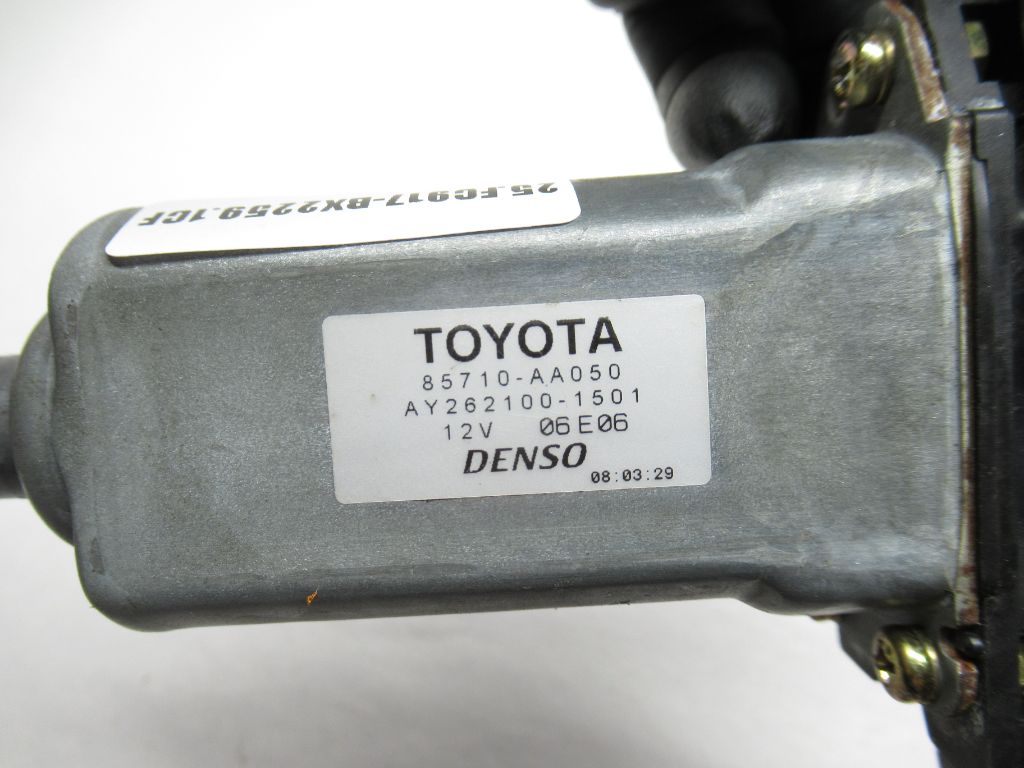 25.FC917-BX2259.1CF
TOYOTA
85710-AA050
AY262100-1501
12V 06E06
DENSO 08:03:29